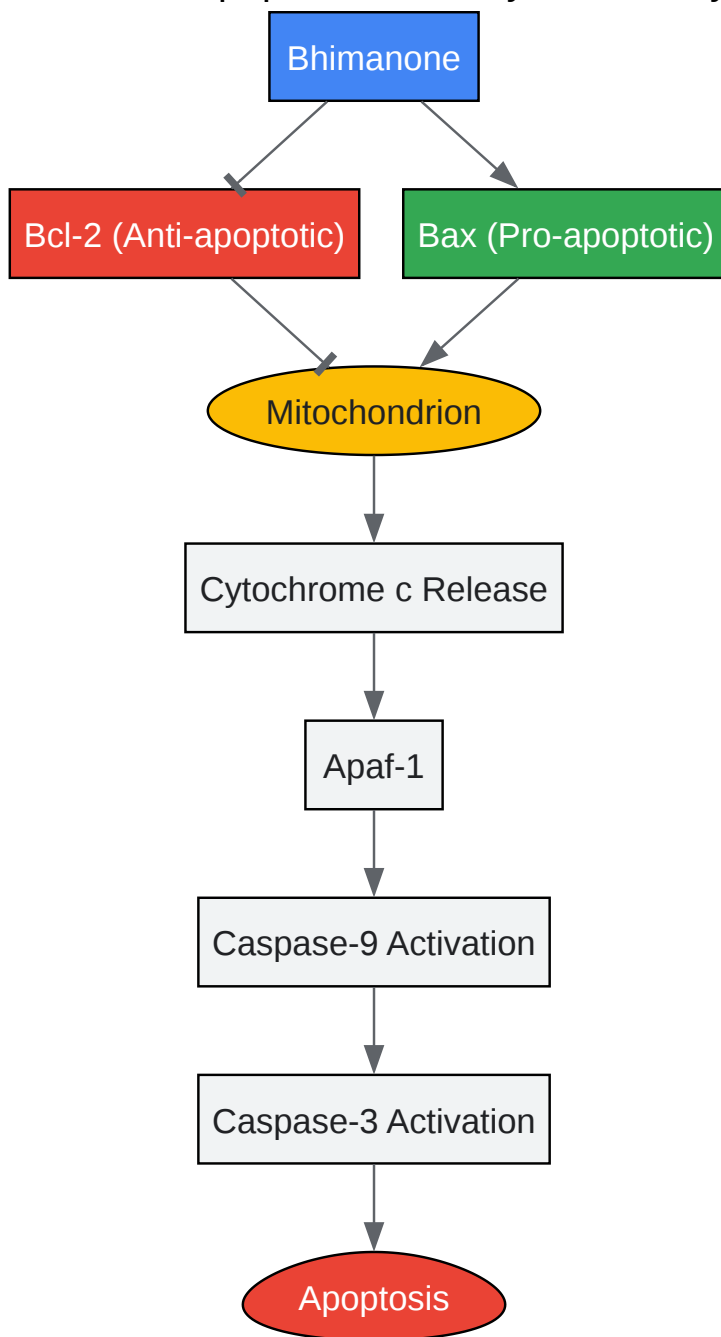 Bhimanone
Bcl-2 (Anti-apoptotic)
Bax (Pro-apoptotic)
Mitochondrion
Cytochrome c Release
Apaf-1
Caspase-9 Activation
Caspase-3 Activation
Apoptosis